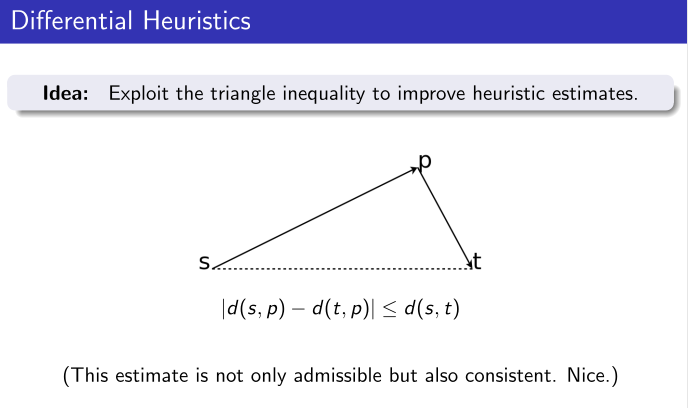 Differential Heuristics
Idea: Exploit the triangle inequality to improve heuristic estimates.
p
s t
|d(s, p) − d(t, p)| ≤ d(s, t)
(This estimate is not only admissible but also consistent. Nice.)